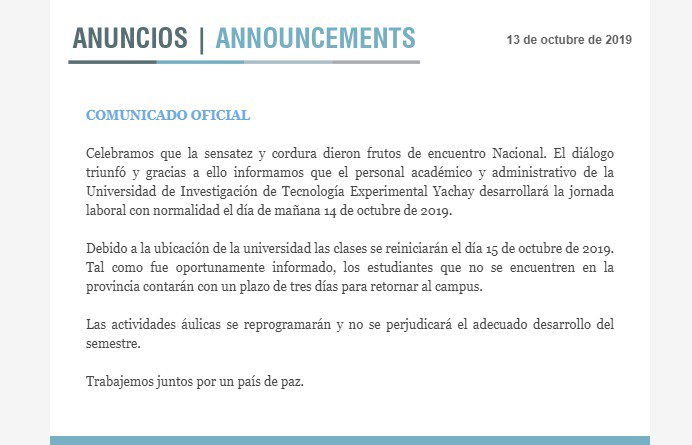 ANUNCIOS | ANNOUNCEMENTS
13 de octubre de 2019
COMUNICADO OFICIAL
Celebramos que la sensatez y cordura dieron frutos de encuentro Nacional. El diálogo
triunfó y gracias a ello informamos que el personal académico y administrativo de la
Universidad de Investigación de Tecnología Experimental Yachay desarrollará la jornada
laboral con normalidad el día de mañana 14 de octubre de 2019.
Debido a la ubicación de la universidad las clases se reiniciarán el día 15 de octubre de 2019.
Tal como fue oportunamente informado, los estudiantes que no se encuentren en la
provincia contarán con un plazo de tres días para retornar al campus.
Las actividades áulicas se reprogramarán y no se perjudicará el adecuado desarrollo del
semestre.
Trabajemos juntos por un país de paz.